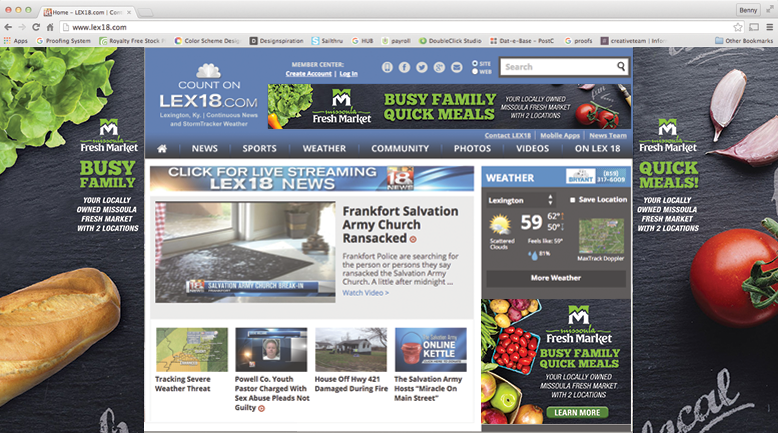 Home – LEX18.com | Cont
Benny
www.lex18.com
Apps
G Proofing System
Royalty Free Stock F
Color Scheme Desig
Designspiration
Sailthru
G HUB
payroll
DoubleClick Studio
Dat-e-Base – PostC
G proofs
creativeteam | Infor
Other Bookmarks
COUNT ON
LEX18.COM
Lexington, Ky. | Continuous News
and StormTracker Weather
MEMBER CENTER:
Create Account | Log In
SITE
WEB
Search
M
missoula
Fresh Market
BUSY FAMILY
QUICK MEALS
YOUR LOCALLY OWNED
MISSOULA FRESH MARKET
WITH 2 LOCATIONS
Contact LEX18 | Mobile Apps | News Team
NEWS SPORTS WEATHER COMMUNITY PHOTOS VIDEOS ON LEX 18
M
missoula
Fresh Market
BUSY
FAMILY
YOUR LOCALLY
OWNED MISSOULA
FRESH MARKET
WITH 2 LOCATIONS
CLICK FOR LIVE STREAMING
LEX18 NEWS
18
NEWS
SALVATION ARMY CHURCH BREAK-IN
FRANKFORT
Frankfort Salvation
Army Church
Ransacked
Frankfort Police are searching for
the person or persons they say
ransacked the Salvation Army
Church. A little after midnight ...
Watch Video >
Tracking Severe
Weather Threat
Powell Co. Youth
Pastor Charged With
Sex Abuse Pleads Not
Guilty
House Off Hwy 421
Damaged During Fire
The Salvation Army
ONLINE
KETTLE
The Salvation Army
Hosts "Miracle On
Main Street"
WEATHER
BRYANT
(859)
317-6009
Lexington
Save Location
59
62°
50°
Scattered
Clouds
Feels like: 59°
81%
MaxTrack Doppler
More Weather
M
missoula
Fresh Market
BUSY FAMILY
QUICK MEALS
YOUR LOCALLY OWNED
MISSOULA FRESH MARKET
WITH 2 LOCATIONS
LEARN MORE
M
missoula
Fresh Market
QUICK
MEALS!
YOUR LOCALLY
OWNED MISSOULA
FRESH MARKET
WITH 2 LOCATIONS
local